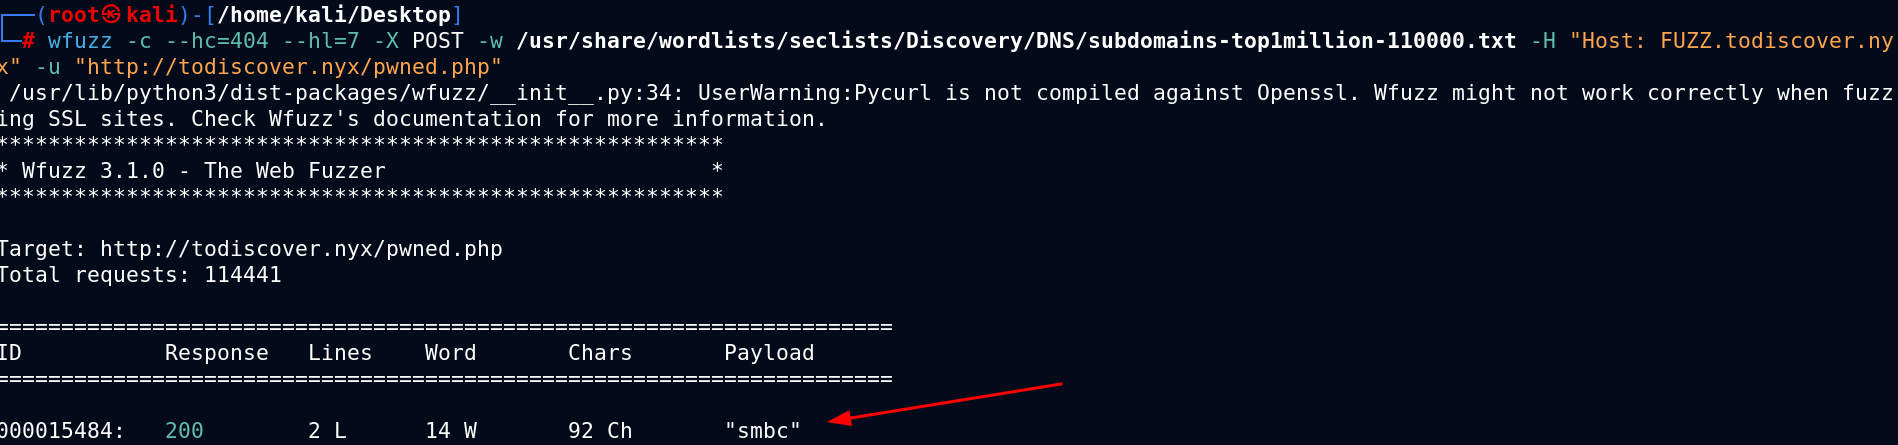 ┌──(root㉿kali)-[/home/kali/Desktop]
└─# wfuzz -c --hc=404 --hl=7 -X POST -w /usr/share/wordlists/seclists/Discovery/DNS/subdomains-top1million-110000.txt -H "Host: FUZZ.todiscover.ny
x" -u "http://todiscover.nyx/pwned.php"
 /usr/lib/python3/dist-packages/wfuzz/__init__.py:34: UserWarning:Pycurl is not compiled against Openssl. Wfuzz might not work correctly when fuzz
ing SSL sites. Check Wfuzz's documentation for more information.
********************************************************
* Wfuzz 3.1.0 - The Web Fuzzer                         *
********************************************************
Target: http://todiscover.nyx/pwned.php
Total requests: 114441
=====================================================================
ID           Response   Lines    Word       Chars       Payload
=====================================================================
000015484:   200        2 L      14 W       92 Ch       "smbc"